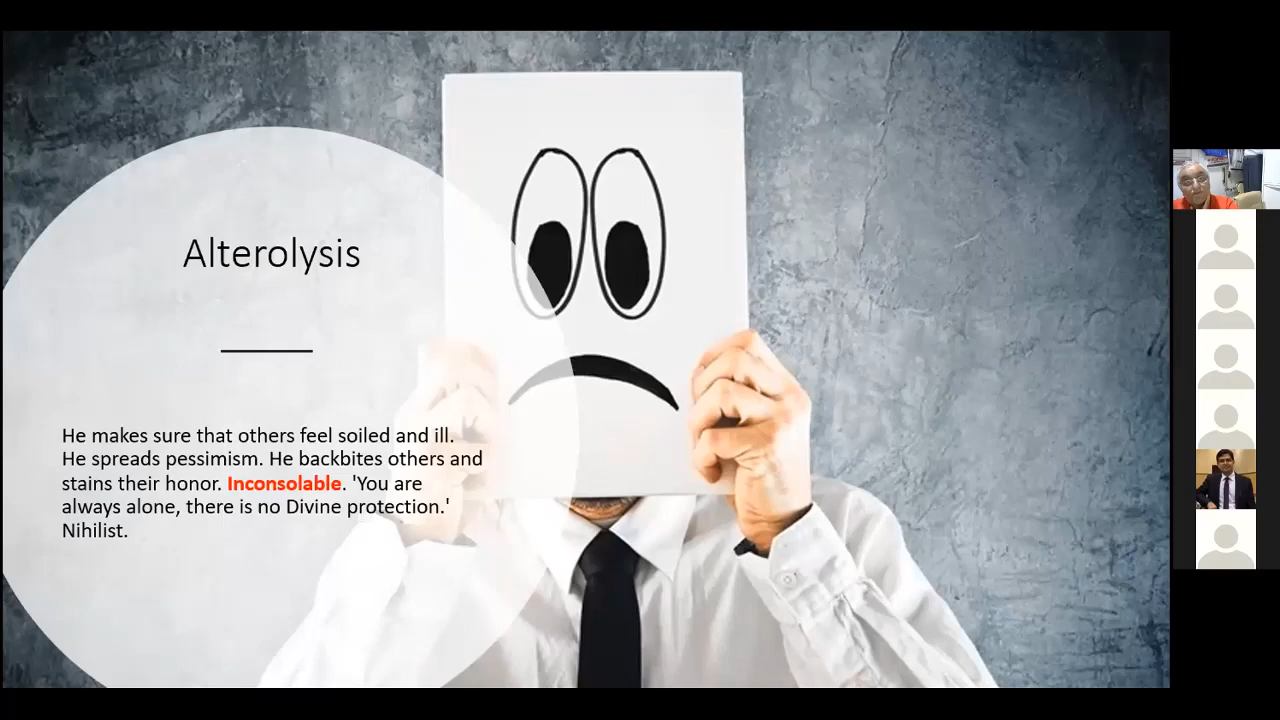 Alterolysis
He makes sure that others feel soiled and ill.
He spreads pessimism. He backbites others and
stains their honor. Inconsolable. 'You are
always alone, there is no Divine protection.'
Nihilist.